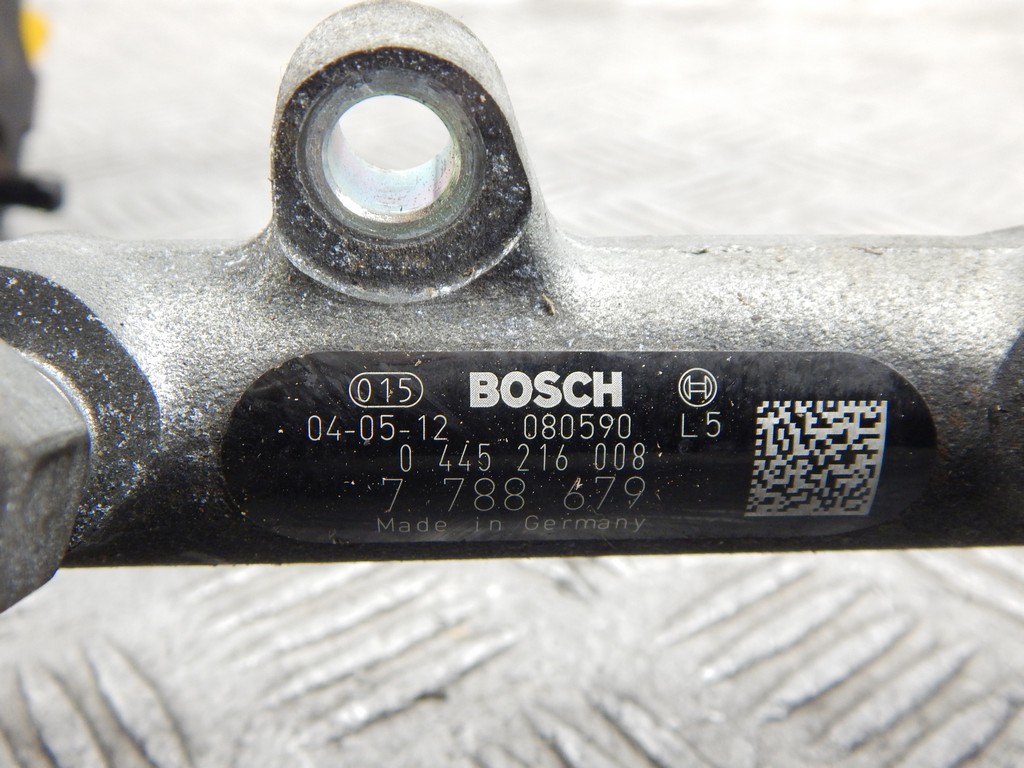 015 BOSCH
04-05-12 080590 L5
0 445 216 008
7 788 679
Made in Germany